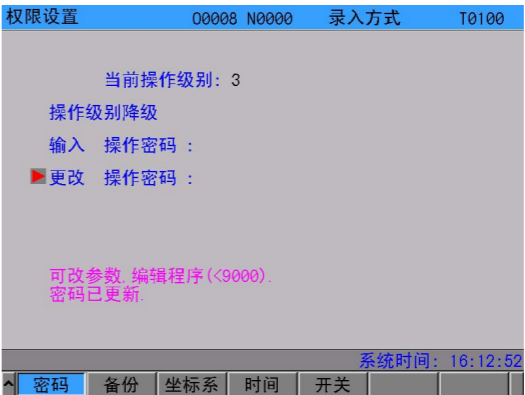 权限设置 O0008 N0000 录入方式 T0100
当前操作级别: 3
操作级别降级
输入 操作密码 :
更改 操作密码 :
可改参数.编辑程序(<9000).
密码已更新.
系统时间: 16:12:52
^ 密码 备份 坐标系 时间 开关